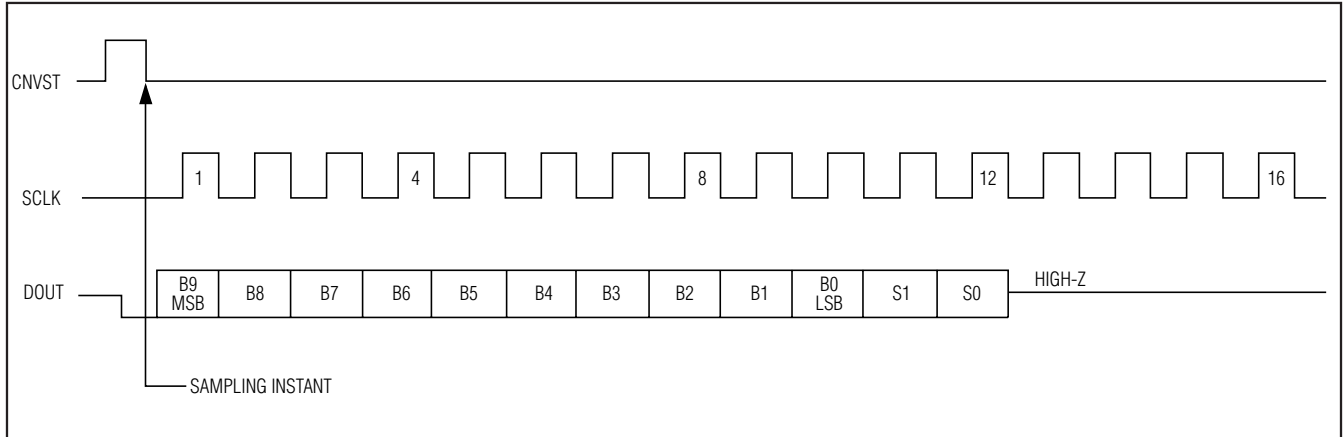 CNVST
SCLK
1
4
8
12
16
DOUT
B9
MSB
B8
B7
B6
B5
B4
B3
B2
B1
B0
LSB
S1
S0
HIGH-Z
SAMPLING INSTANT